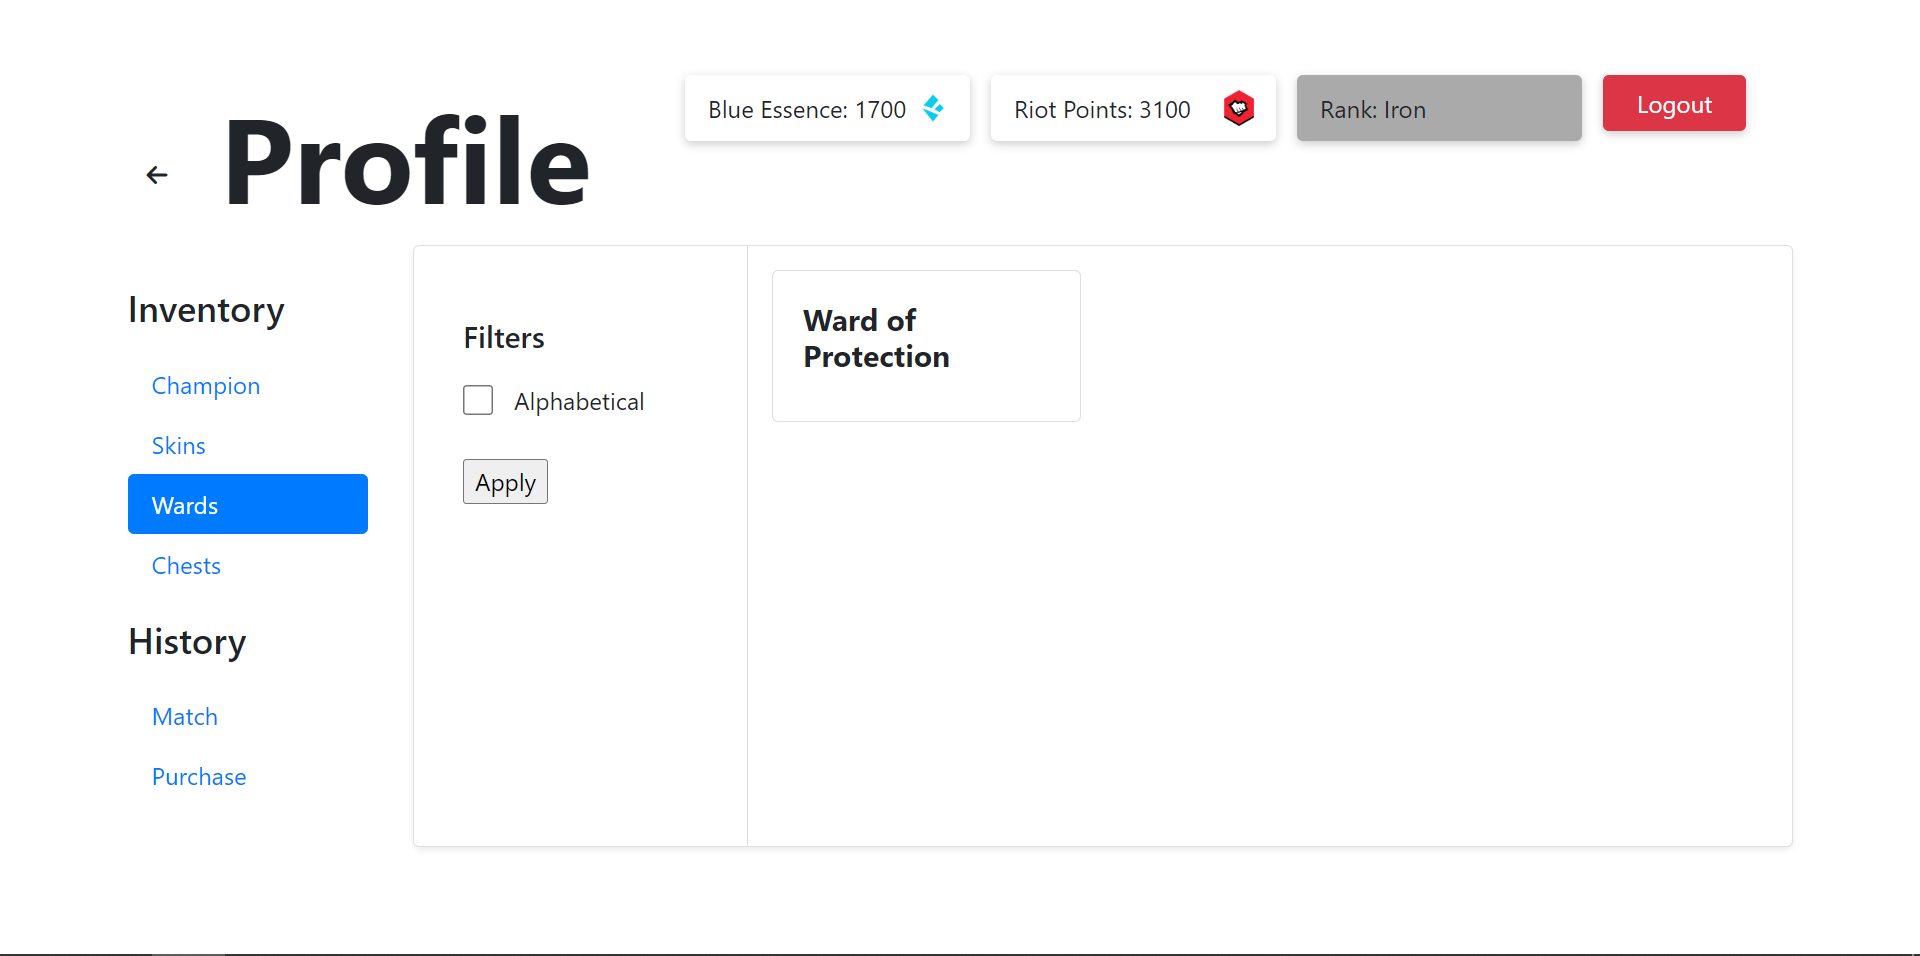 Profile
Blue Essence: 1700
Riot Points: 3100
Rank: Iron
Logout
Inventory
Champion
Skins
Wards
Chests
History
Match
Purchase
Filters
Alphabetical
Apply
Ward of
Protection